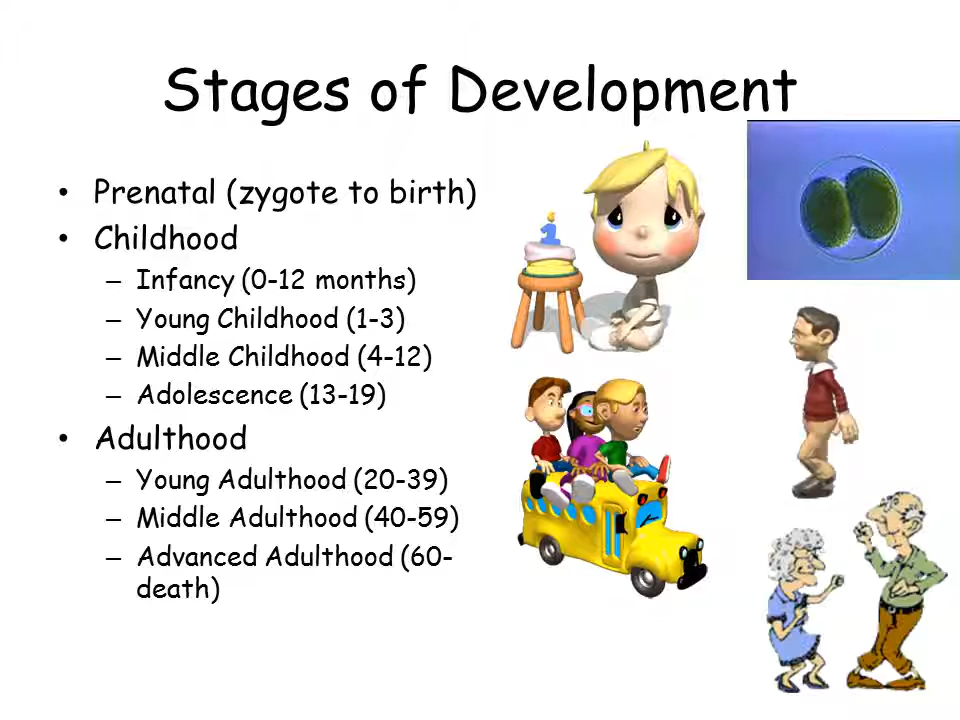 Stages of Development
• Prenatal (zygote to birth)
• Childhood
– Infancy (0-12 months)
– Young Childhood (1-3)
– Middle Childhood (4-12)
– Adolescence (13-19)
• Adulthood
– Young Adulthood (20-39)
– Middle Adulthood (40-59)
– Advanced Adulthood (60-
death)